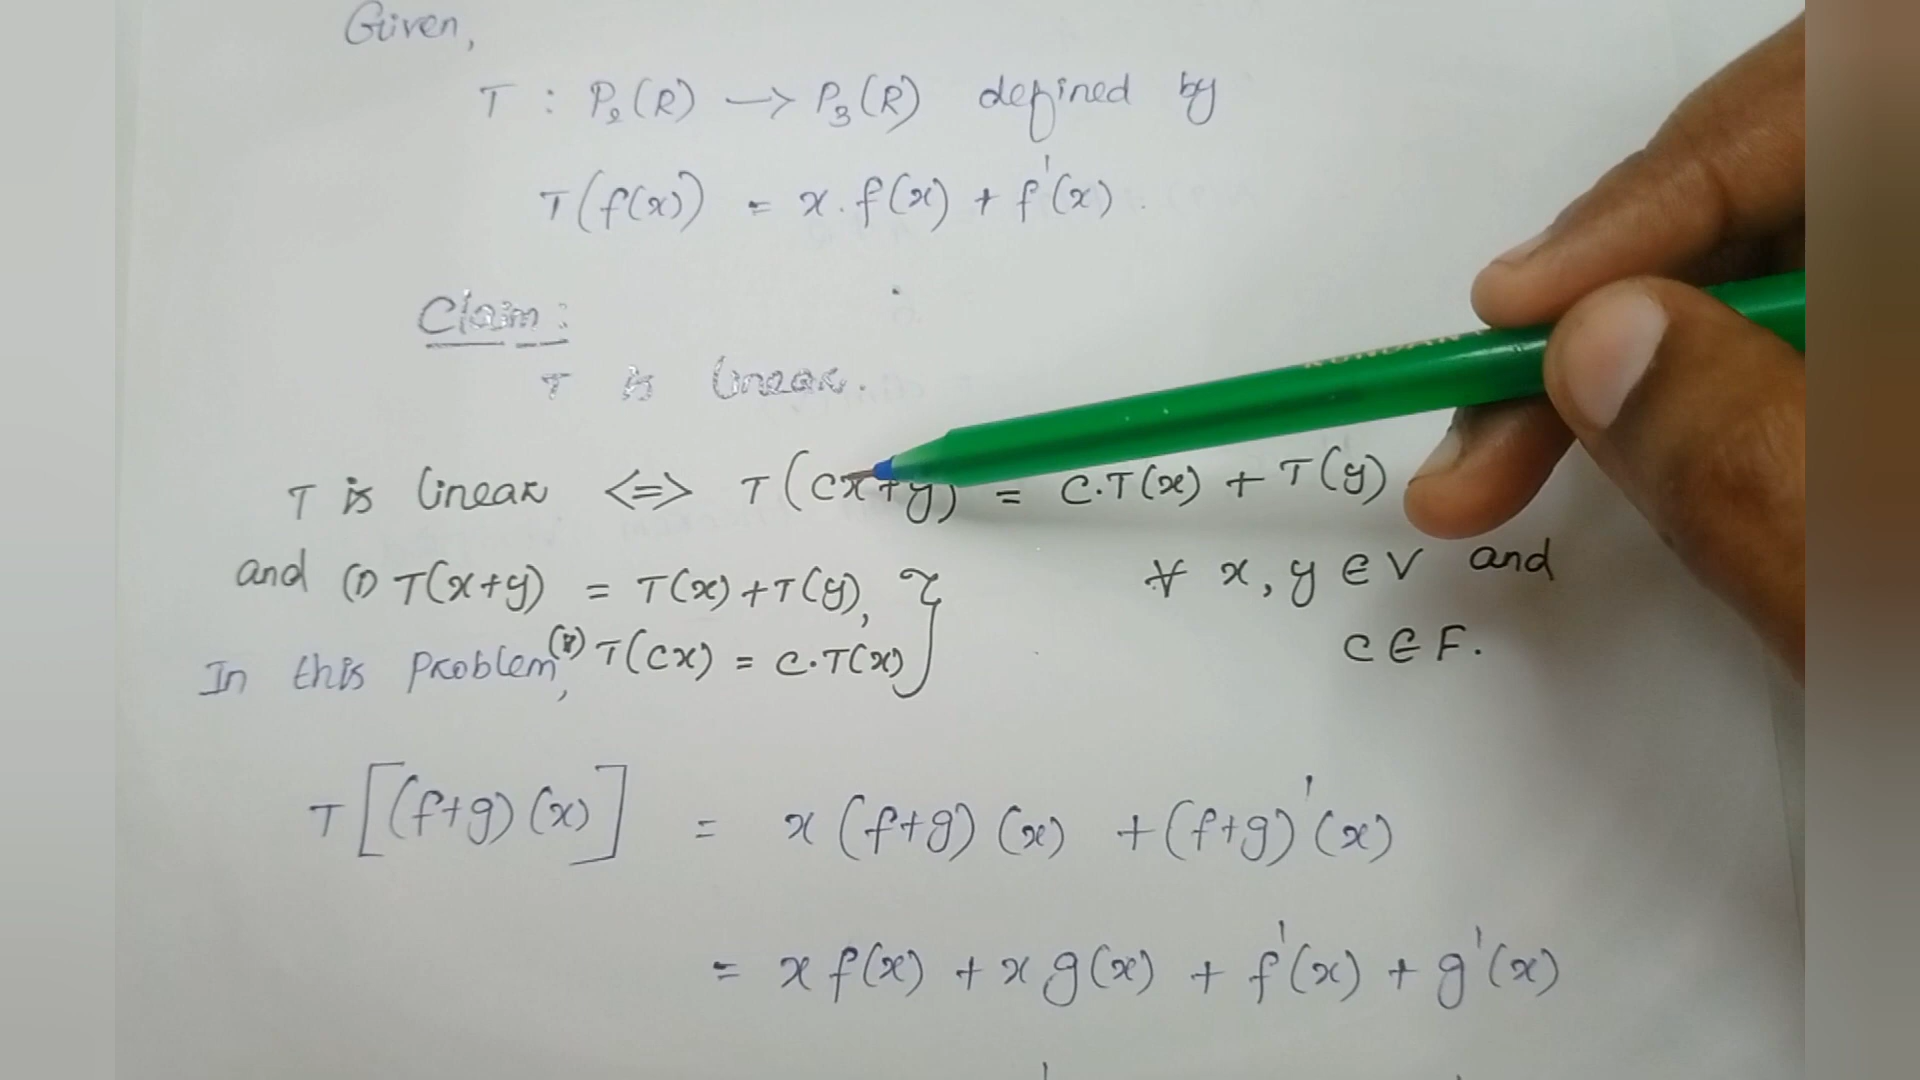 Given,
T : P₂(R) → P₃(R) defined by
T(f(x)) = x.f(x) + f'(x).
Claim:
T is linear.
T is linear <=> T(cx+y) = c.T(x) + T(y)
and (i) T(x+y) = T(x)+T(y), } ∀ x, y ∈ V and
In this problem, (ii) T(cx) = c.T(x) c ∈ F.
T[(f+g)(x)] = x(f+g)(x) + (f+g)'(x)
= x f(x) + x g(x) + f'(x) + g'(x)